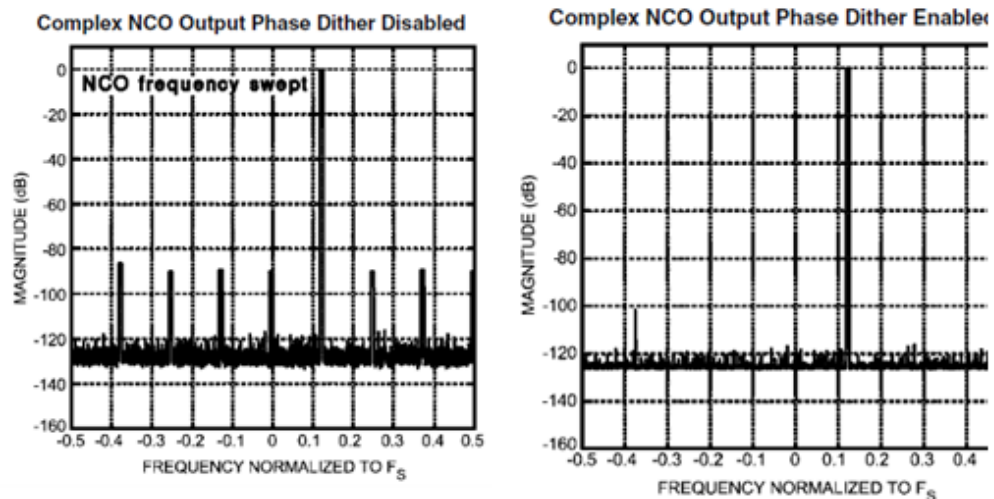 Complex NCO Output Phase Dither Disabled
NCO frequency swept
MAGNITUDE (dB)
0
-20
-40
-60
-80
-100
-120
-140
-160
-0.5 -0.4 -0.3 -0.2 -0.1 0 0.1 0.2 0.3 0.4 0.5
FREQUENCY NORMALIZED TO FS
Complex NCO Output Phase Dither Enabled
MAGNITUDE (dB)
0
-20
-40
-60
-80
-100
-120
-140
-160
-0.5 -0.4 -0.3 -0.2 -0.1 0 0.1 0.2 0.3 0.4
FREQUENCY NORMALIZED TO FS